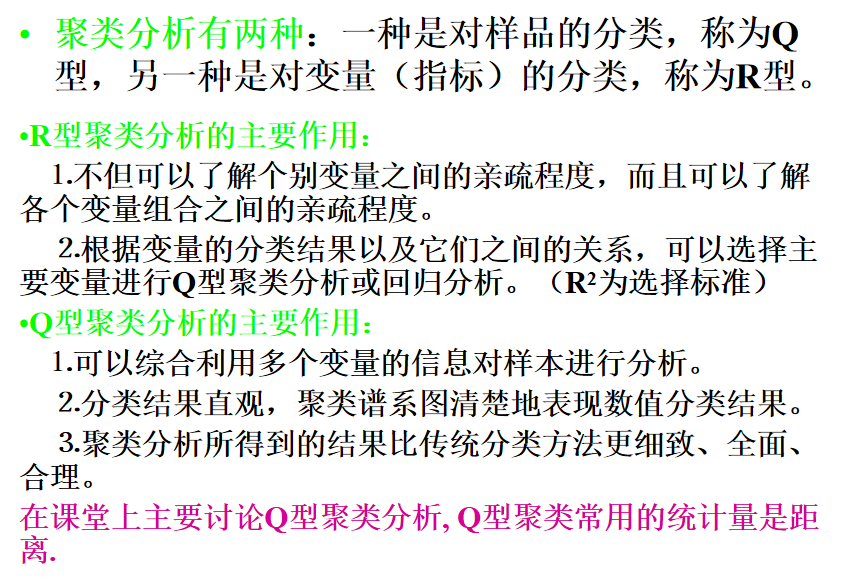 • 聚类分析有两种：一种是对样品的分类，称为Q
型，另一种是对变量（指标）的分类，称为R型。
•R型聚类分析的主要作用：
1.不但可以了解个别变量之间的亲疏程度，而且可以了解
各个变量组合之间的亲疏程度。
2.根据变量的分类结果以及它们之间的关系，可以选择主
要变量进行Q型聚类分析或回归分析。（R²为选择标准）
•Q型聚类分析的主要作用：
1.可以综合利用多个变量的信息对样本进行分析。
2.分类结果直观，聚类谱系图清楚地表现数值分类结果。
3.聚类分析所得到的结果比传统分类方法更细致、全面、
合理。
在课堂上主要讨论Q型聚类分析, Q型聚类常用的统计量是距
离.